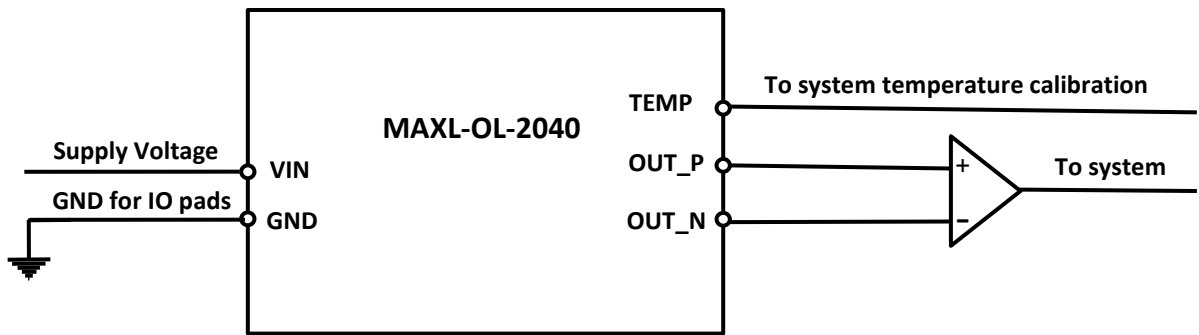 To system temperature calibration
TEMP
MAXL-OL-2040
Supply Voltage
VIN
OUT_P
+
To system
GND for IO pads
GND
OUT_N
-